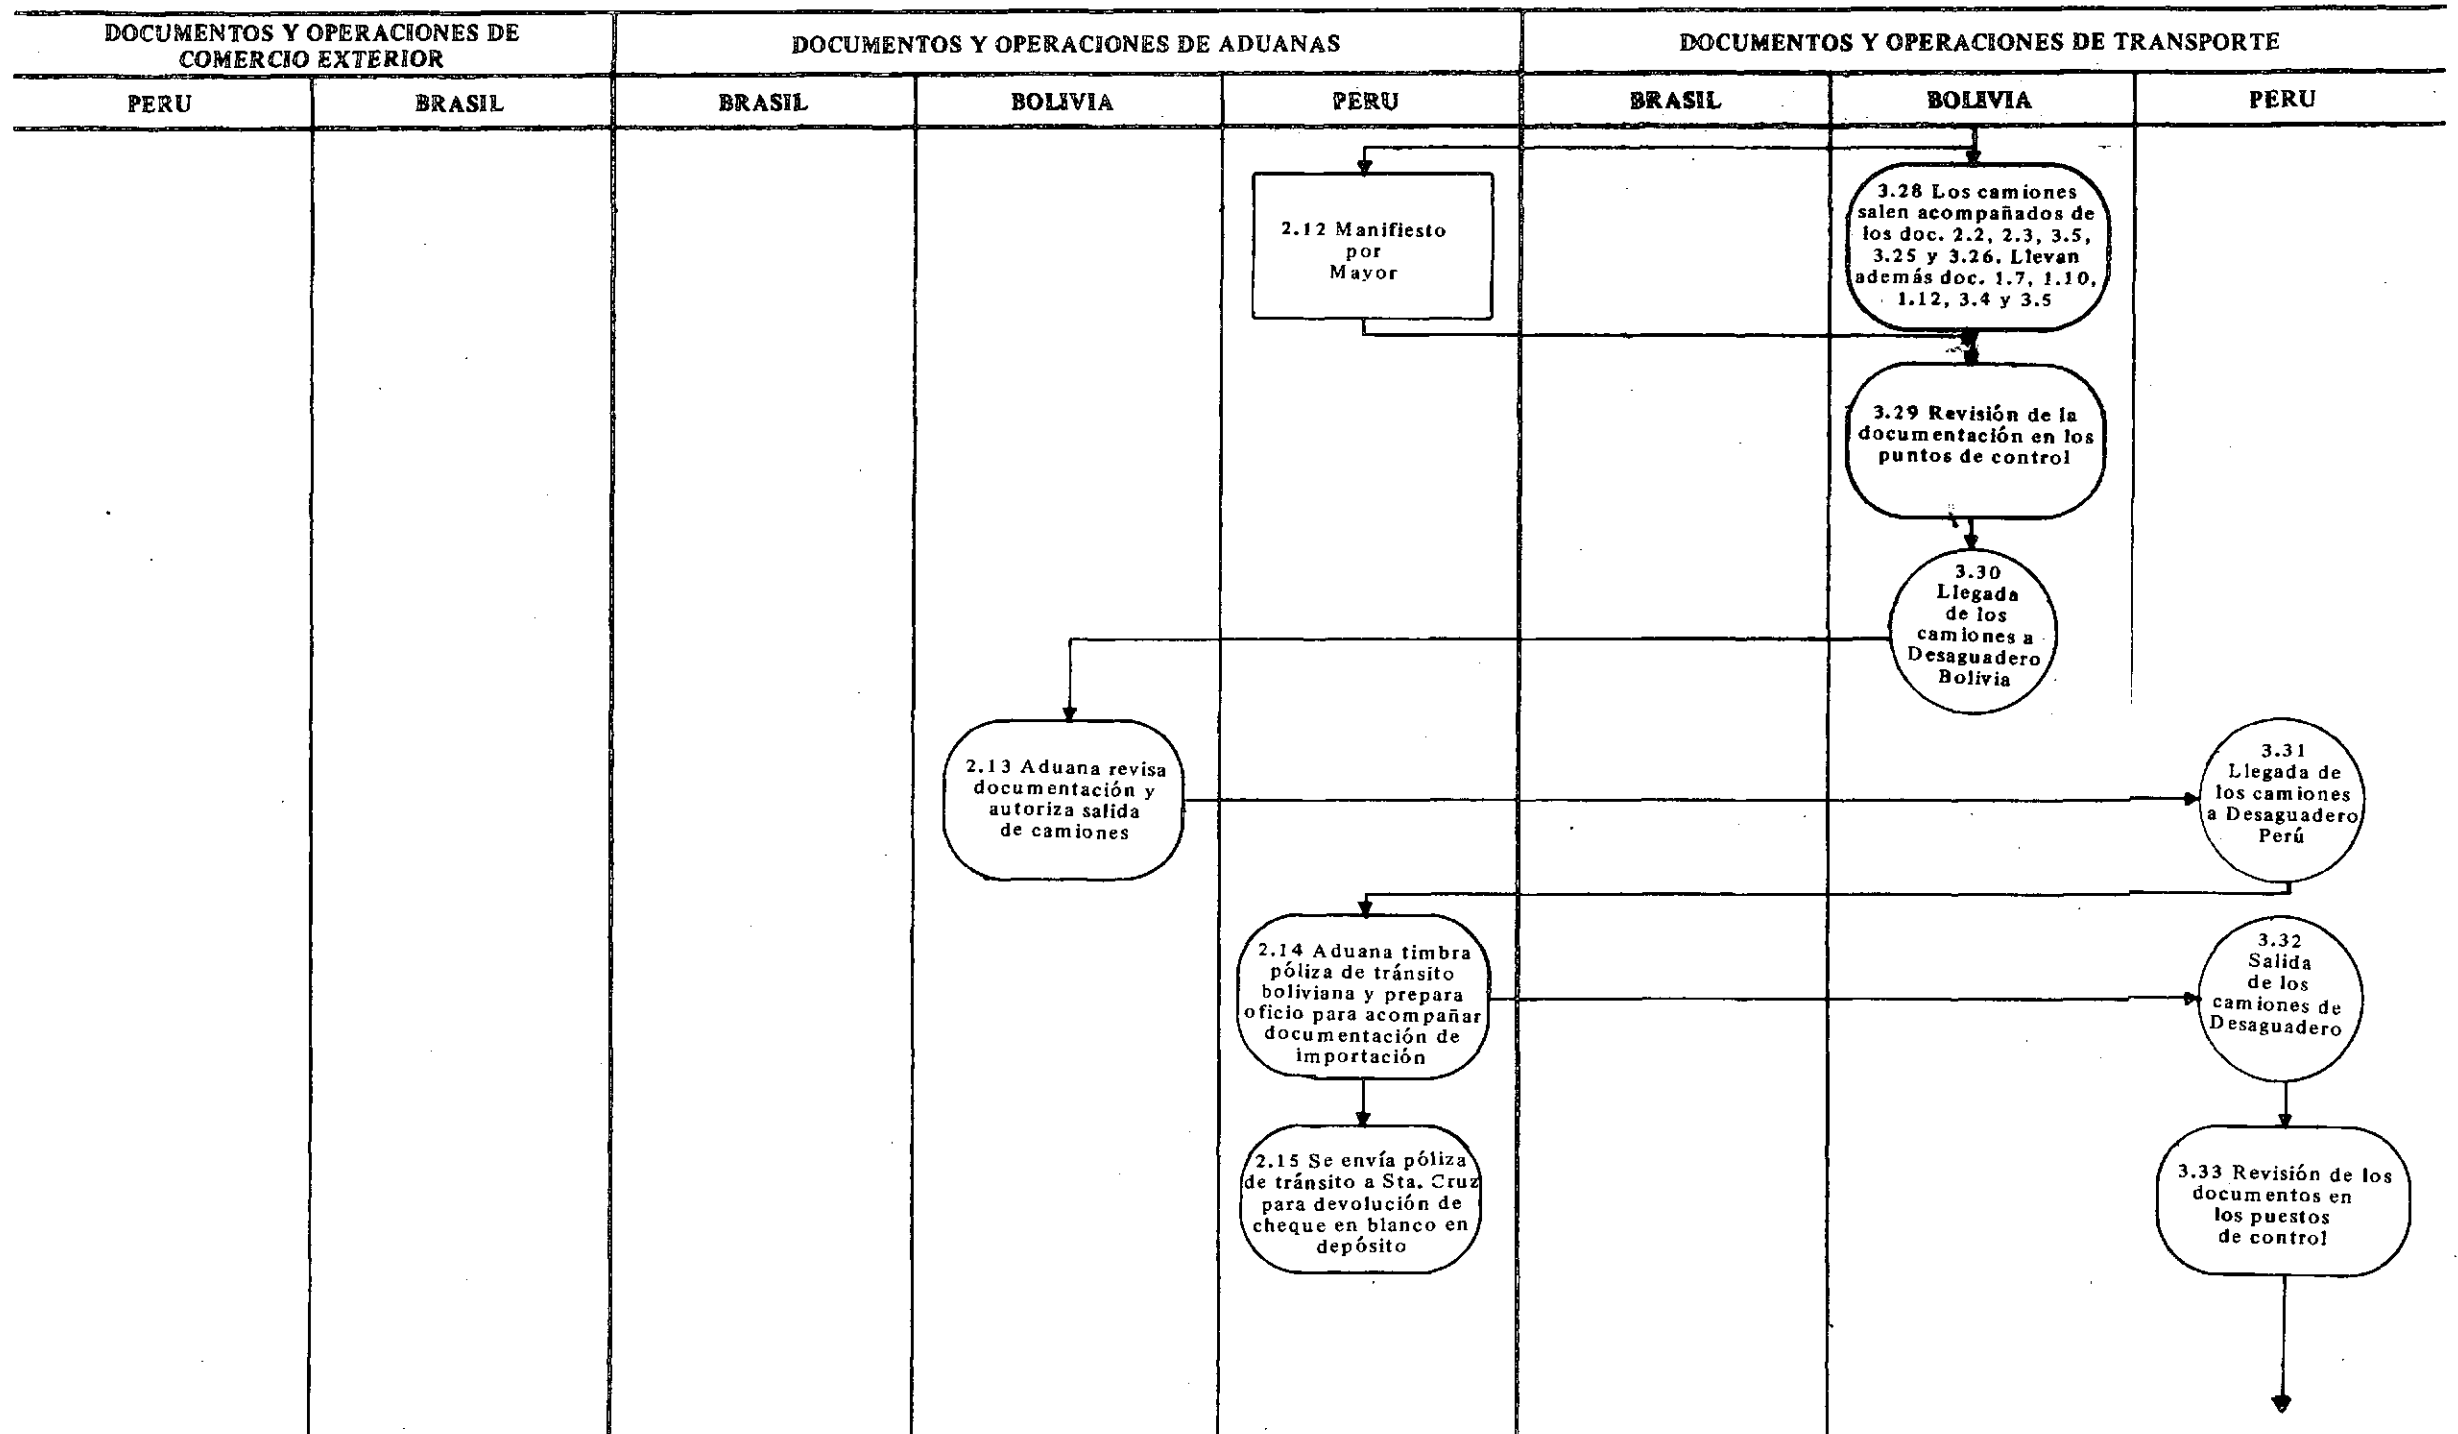 DOCUMENTOS Y OPERACIONES DE
COMERCIO EXTERIOR
DOCUMENTOS Y OPERACIONES DE ADUANAS
DOCUMENTOS Y OPERACIONES DE TRANSPORTE
PERU
BRASIL
BRASIL
BOLIVIA
PERU
BRASIL
BOLIVIA
PERU
2.12 Manifiesto
por
Mayor
3.28 Los camiones
salen acompañados de
los doc. 2.2, 2.3, 3.5,
3.25 y 3.26. Llevan
además doc. 1.7, 1.10,
1.12, 3.4 y 3.5
3.29 Revisión de la
documentación en los
puntos de control
3.30
Llegada
de los
camiones a
Desaguadero
Bolivia
2.13 Aduana revisa
documentación y
autoriza salida
de camiones
3.31
Llegada de
los camiones
a Desaguadero
Perú
2.14 Aduana timbra
póliza de tránsito
boliviana y prepara
oficio para acompañar
documentación de
importación
3.32
Salida
de los
camiones de
Desaguadero
2.15 Se envía póliza
de tránsito a Sta. Cruz
para devolución de
cheque en blanco en
depósito
3.33 Revisión de los
documentos en
los puestos
de control